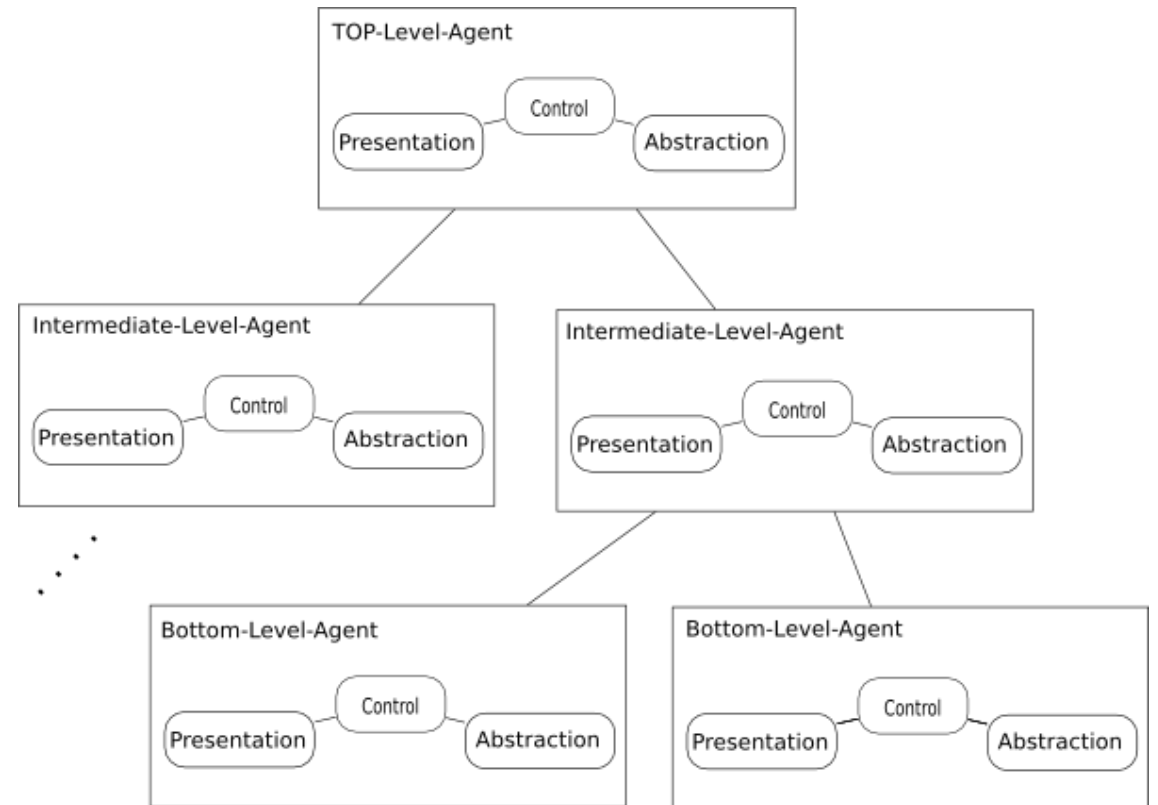 TOP-Level-Agent
Control
Presentation
Abstraction
Intermediate-Level-Agent
Control
Presentation
Abstraction
Intermediate-Level-Agent
Control
Presentation
Abstraction
Bottom-Level-Agent
Control
Presentation
Abstraction
Bottom-Level-Agent
Control
Presentation
Abstraction